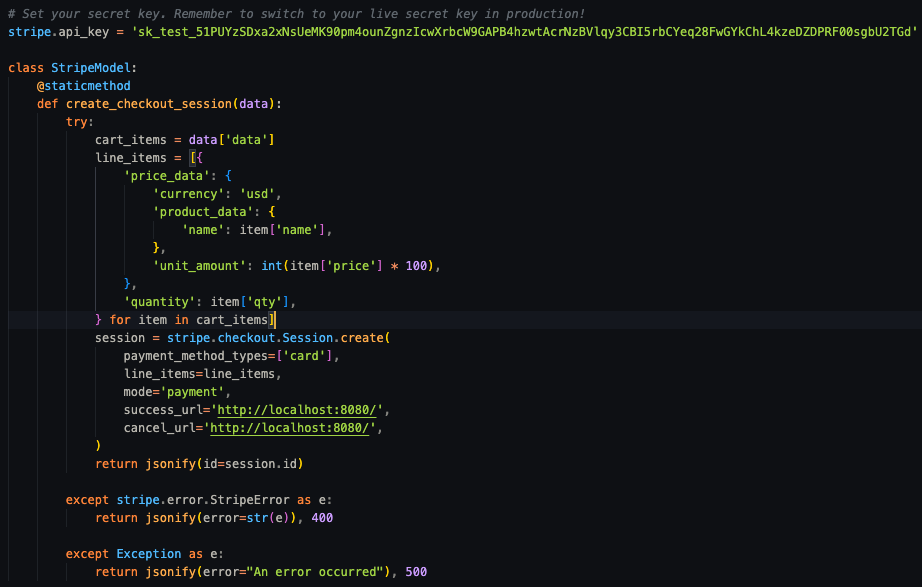 # Set your secret key. Remember to switch to your live secret key in production!
stripe.api_key = 'sk_test_51PUYzSDxa2xNsUeMK90pm4ounZgnzIcwXrbcW9GAPB4hzwtAcrNzBVlqy3CBI5rbCYeq28FwGYkChL4kzeDZDPRF00sgbU2TGd'
class StripeModel:
    @staticmethod
    def create_checkout_session(data):
        try:
            cart_items = data['data']
            line_items = [{
                'price_data': {
                    'currency': 'usd',
                    'product_data': {
                        'name': item['name'],
                    },
                    'unit_amount': int(item['price'] * 100),
                },
                'quantity': item['qty'],
            } for item in cart_items]
            session = stripe.checkout.Session.create(
                payment_method_types=['card'],
                line_items=line_items,
                mode='payment',
                success_url='http://localhost:8080/',
                cancel_url='http://localhost:8080/',
            )
            return jsonify(id=session.id)
        except stripe.error.StripeError as e:
            return jsonify(error=str(e)), 400
        except Exception as e:
            return jsonify(error="An error occurred"), 500